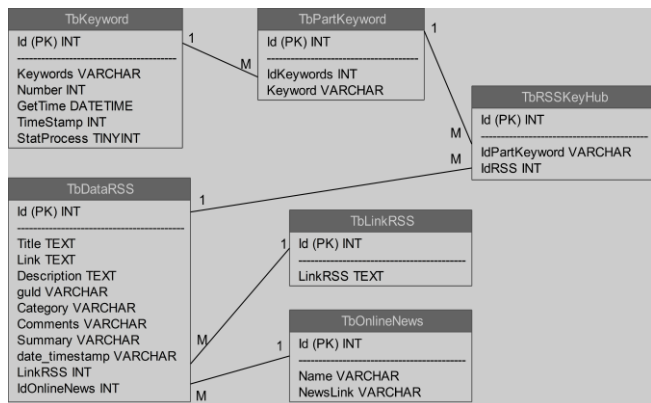 TbKeyword
Id (PK) INT
Keywords VARCHAR
Number INT
GetTime DATETIME
TimeStamp INT
StatProcess TINYINT
1
M
TbPartKeyword
Id (PK) INT
IdKeywords INT
Keyword VARCHAR
1
M
TbRSSKeyHub
Id (PK) INT
IdPartKeyword VARCHAR
IdRSS INT
M
1
TbDataRSS
Id (PK) INT
Title TEXT
Link TEXT
Description TEXT
guId VARCHAR
Category VARCHAR
Comments VARCHAR
Summary VARCHAR
date_timestamp VARCHAR
LinkRSS INT
IdOnlineNews INT
M
1
TbLinkRSS
Id (PK) INT
LinkRSS TEXT
M
1
TbOnlineNews
Id (PK) INT
Name VARCHAR
NewsLink VARCHAR